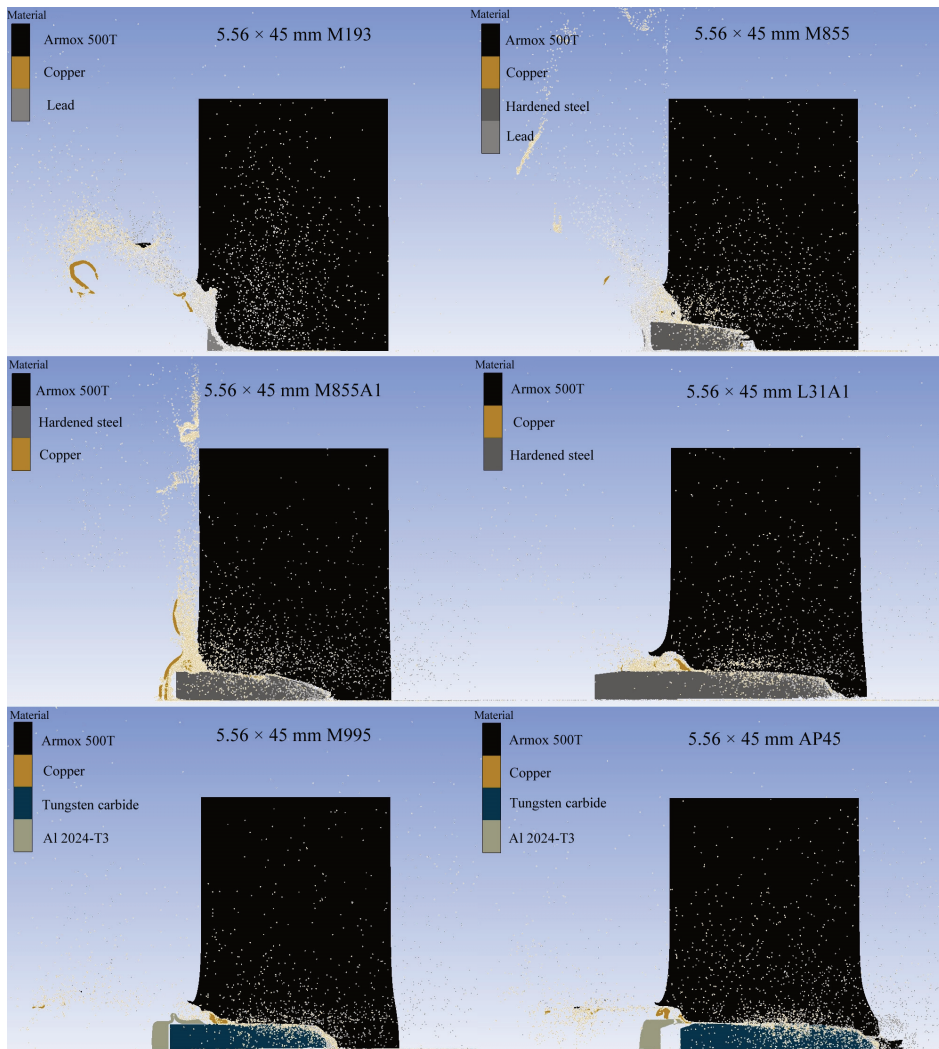 Material
Armox 500T
Copper
Lead
5.56 × 45 mm M193
Material
Armox 500T
Copper
Hardened steel
Lead
5.56 × 45 mm M855
Material
Armox 500T
Hardened steel
Copper
5.56 × 45 mm M855A1
Material
Armox 500T
Copper
Hardened steel
5.56 × 45 mm L31A1
Material
Armox 500T
Copper
Tungsten carbide
Al 2024-T3
5.56 × 45 mm M995
Material
Armox 500T
Copper
Tungsten carbide
Al 2024-T3
5.56 × 45 mm AP45